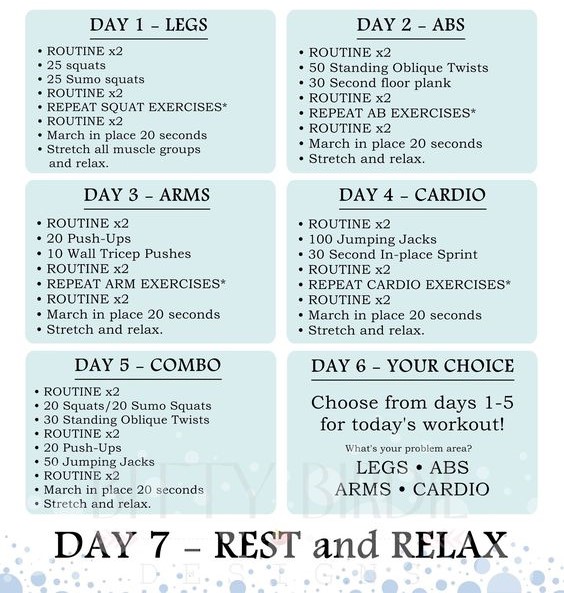 DAY 1 – LEGS
• ROUTINE x2
• 25 squats
• 25 Sumo squats
• ROUTINE x2
• REPEAT SQUAT EXERCISES*
• ROUTINE x2
• March in place 20 seconds
• Stretch all muscle groups
and relax.
DAY 2 – ABS
• ROUTINE x2
• 50 Standing Oblique Twists
• 30 Second floor plank
• ROUTINE x2
• REPEAT AB EXERCISES*
• ROUTINE x2
• March in place 20 seconds
• Stretch and relax.
DAY 3 – ARMS
• ROUTINE x2
• 20 Push-Ups
• 10 Wall Tricep Pushes
• ROUTINE x2
• REPEAT ARM EXERCISES*
• ROUTINE x2
• March in place 20 seconds
• Stretch and relax.
DAY 4 – CARDIO
• ROUTINE x2
• 100 Jumping Jacks
• 30 Second In-place Sprint
• ROUTINE x2
• REPEAT CARDIO EXERCISES*
• ROUTINE x2
• March in place 20 seconds
• Stretch and relax.
DAY 5 – COMBO
• ROUTINE x2
• 20 Squats/20 Sumo Squats
• 30 Standing Oblique Twists
• ROUTINE x2
• 20 Push-Ups
• 50 Jumping Jacks
• ROUTINE x2
• March in place 20 seconds
• Stretch and relax.
DAY 6 – YOUR CHOICE
Choose from days 1-5
for today's workout!
What's your problem area?
LEGS • ABS
ARMS • CARDIO
DAY 7 – REST and RELAX
DESIGNS